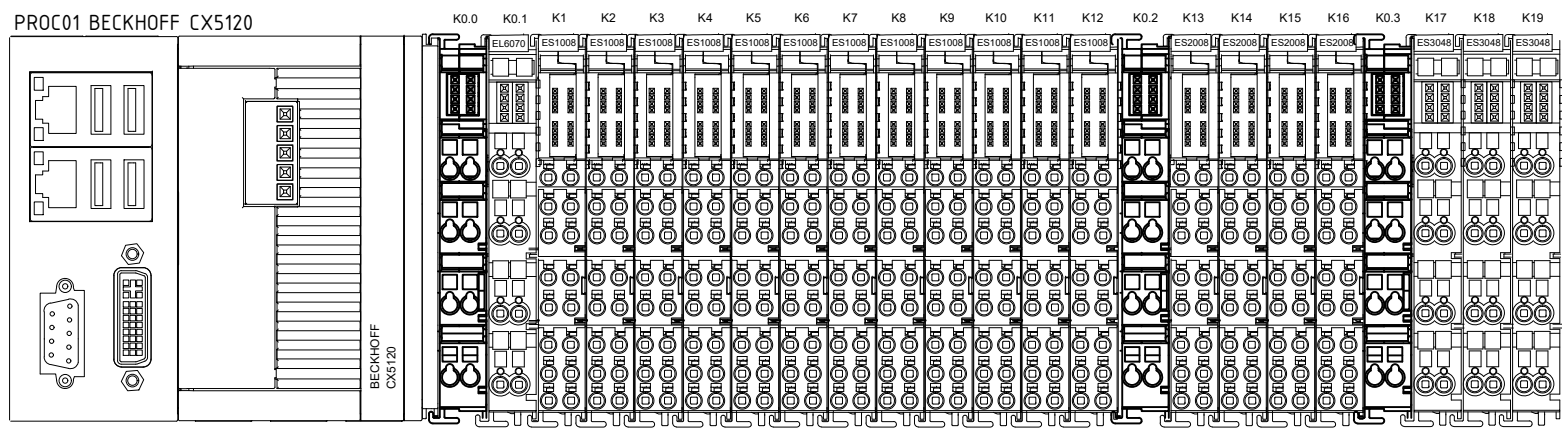 PROC01 BECKHOFF CX5120
K0.0 K0.1 K1 K2 K3 K4 K5 K6 K7 K8 K9 K10 K11 K12 K0.2 K13 K14 K15 K16 K0.3 K17 K18 K19
EL6070 ES1008 ES1008 ES1008 ES1008 ES1008 ES1008 ES1008 ES1008 ES1008 ES1008 ES1008 ES1008 ES2008 ES2008 ES2008 ES2008 ES3048 ES3048 ES3048
BECKHOFF
CX5120